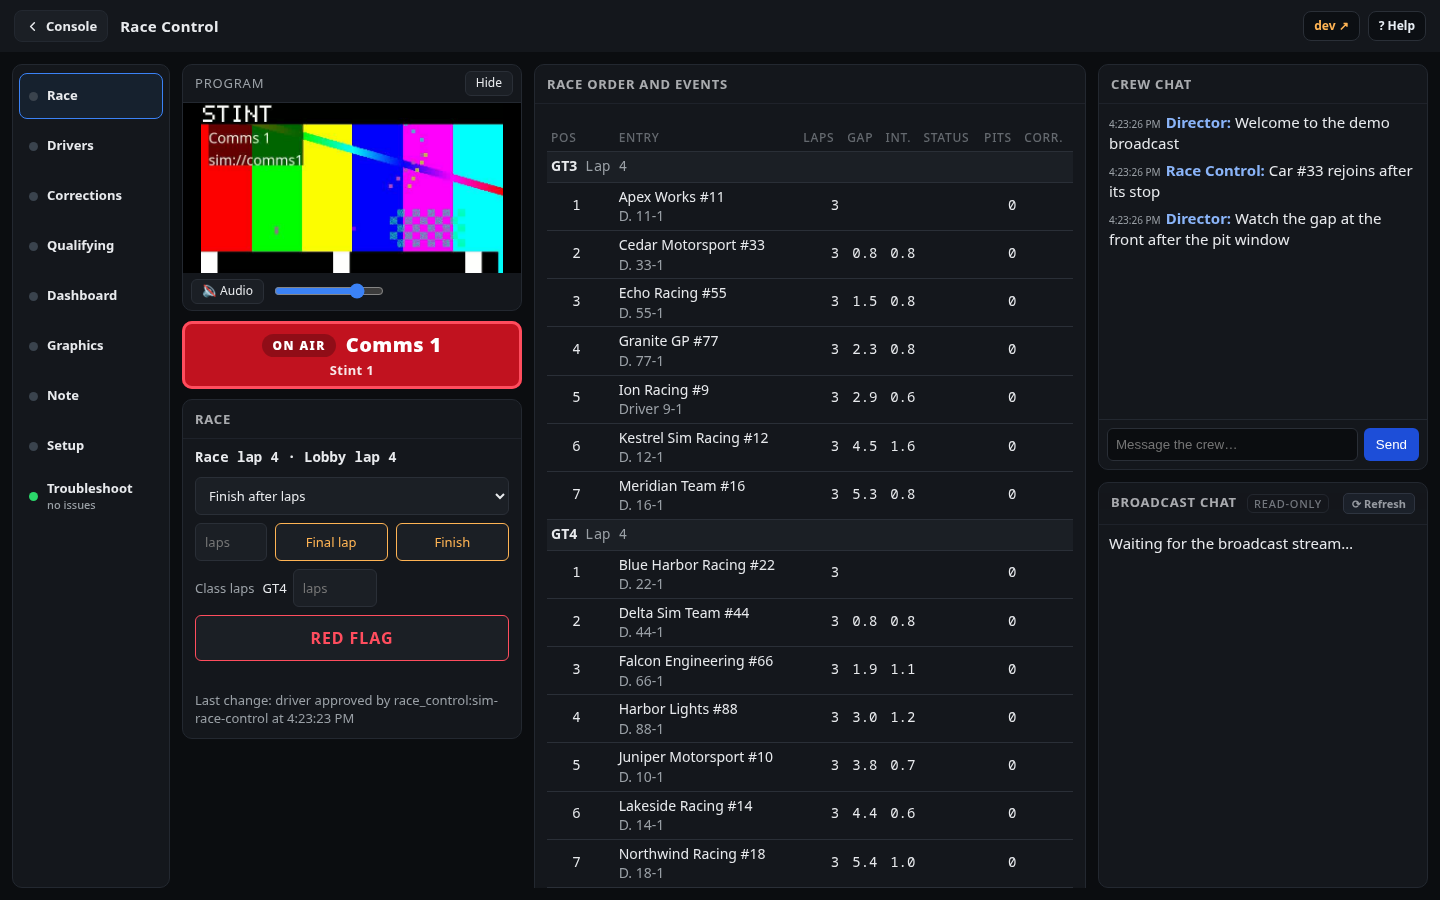 Console
Race Control
dev ↗
? Help
Race
Drivers
Corrections
Qualifying
Dashboard
Graphics
Note
Setup
Troubleshoot
no issues
PROGRAM
Hide
STINT
Comms 1
sim://comms1
Audio
ON AIR Comms 1
Stint 1
RACE
Race lap 4 · Lobby lap 4
Finish after laps
laps
Final lap
Finish
Class laps GT4 laps
RED FLAG
Last change: driver approved by race_control:sim-
race-control at 4:23:23 PM
RACE ORDER AND EVENTS
POS ENTRY LAPS GAP INT. STATUS PITS CORR.
GT3 Lap 4
1 Apex Works #11 3 0
D. 11-1
2 Cedar Motorsport #33 3 0.8 0.8 0
D. 33-1
3 Echo Racing #55 3 1.5 0.8 0
D. 55-1
4 Granite GP #77 3 2.3 0.8 0
D. 77-1
5 Ion Racing #9 3 2.9 0.6 0
Driver 9-1
6 Kestrel Sim Racing #12 3 4.5 1.6 0
D. 12-1
7 Meridian Team #16 3 5.3 0.8 0
D. 16-1
GT4 Lap 4
1 Blue Harbor Racing #22 3 0
D. 22-1
2 Delta Sim Team #44 3 0.8 0.8 0
D. 44-1
3 Falcon Engineering #66 3 1.9 1.1 0
D. 66-1
4 Harbor Lights #88 3 3.0 1.2 0
D. 88-1
5 Juniper Motorsport #10 3 3.8 0.7 0
D. 10-1
6 Lakeside Racing #14 3 4.4 0.6 0
D. 14-1
7 Northwind Racing #18 3 5.4 1.0 0
D. 18-1
CREW CHAT
4:23:26 PM Director: Welcome to the demo
broadcast
4:23:26 PM Race Control: Car #33 rejoins after
its stop
4:23:26 PM Director: Watch the gap at the
front after the pit window
Message the crew…
Send
BROADCAST CHAT
READ-ONLY
⟳ Refresh
Waiting for the broadcast stream…